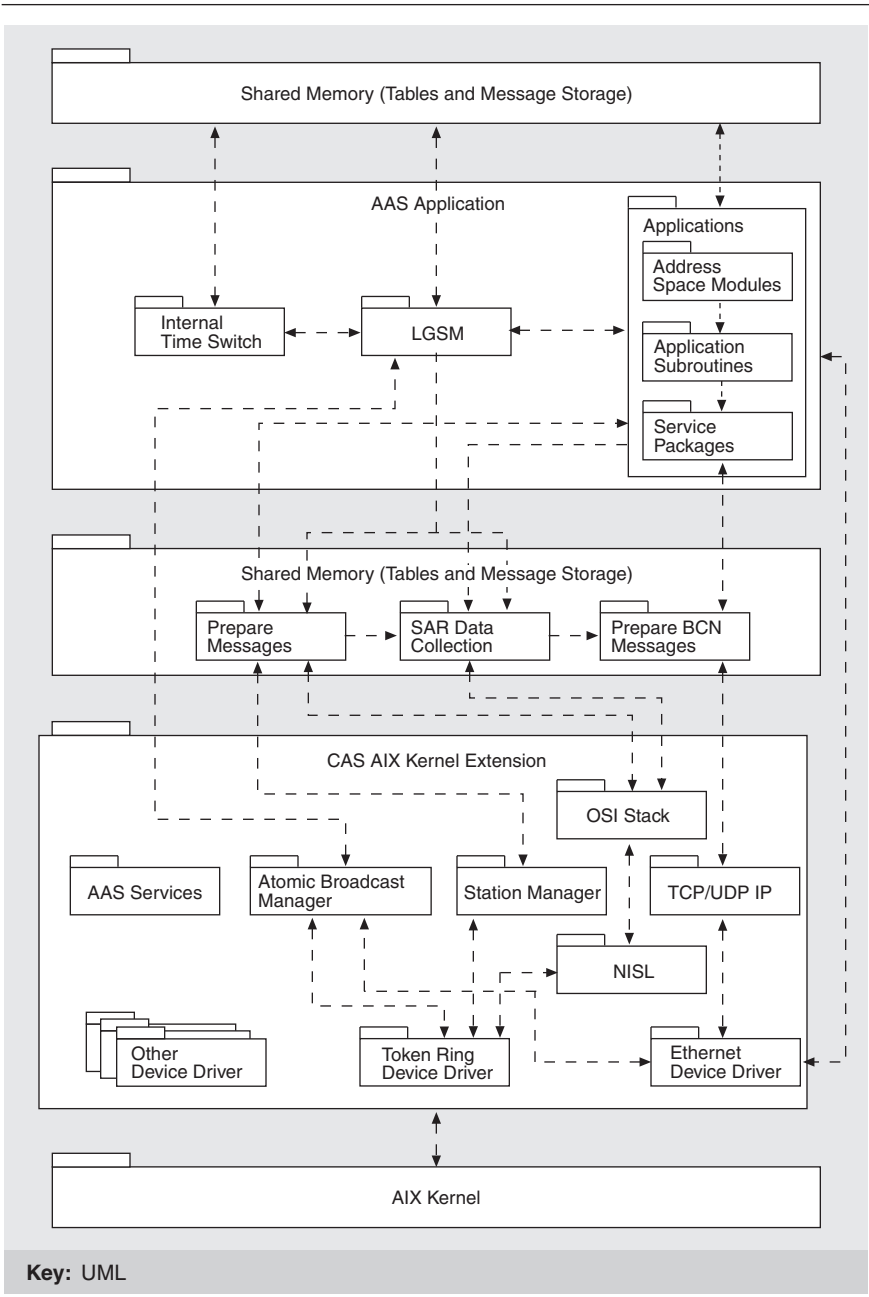 Shared Memory (Tables and Message Storage)
AAS Application
Applications
Address
Space Modules
Internal
Time Switch
LGSM
Application
Subroutines
Service
Packages
Shared Memory (Tables and Message Storage)
Prepare
Messages
SAR Data
Collection
Prepare BCN
Messages
CAS AIX Kernel Extension
OSI Stack
AAS Services
Atomic Broadcast
Manager
Station Manager
TCP/UDP IP
NISL
Other
Device Driver
Token Ring
Device Driver
Ethernet
Device Driver
AIX Kernel
Key: UML